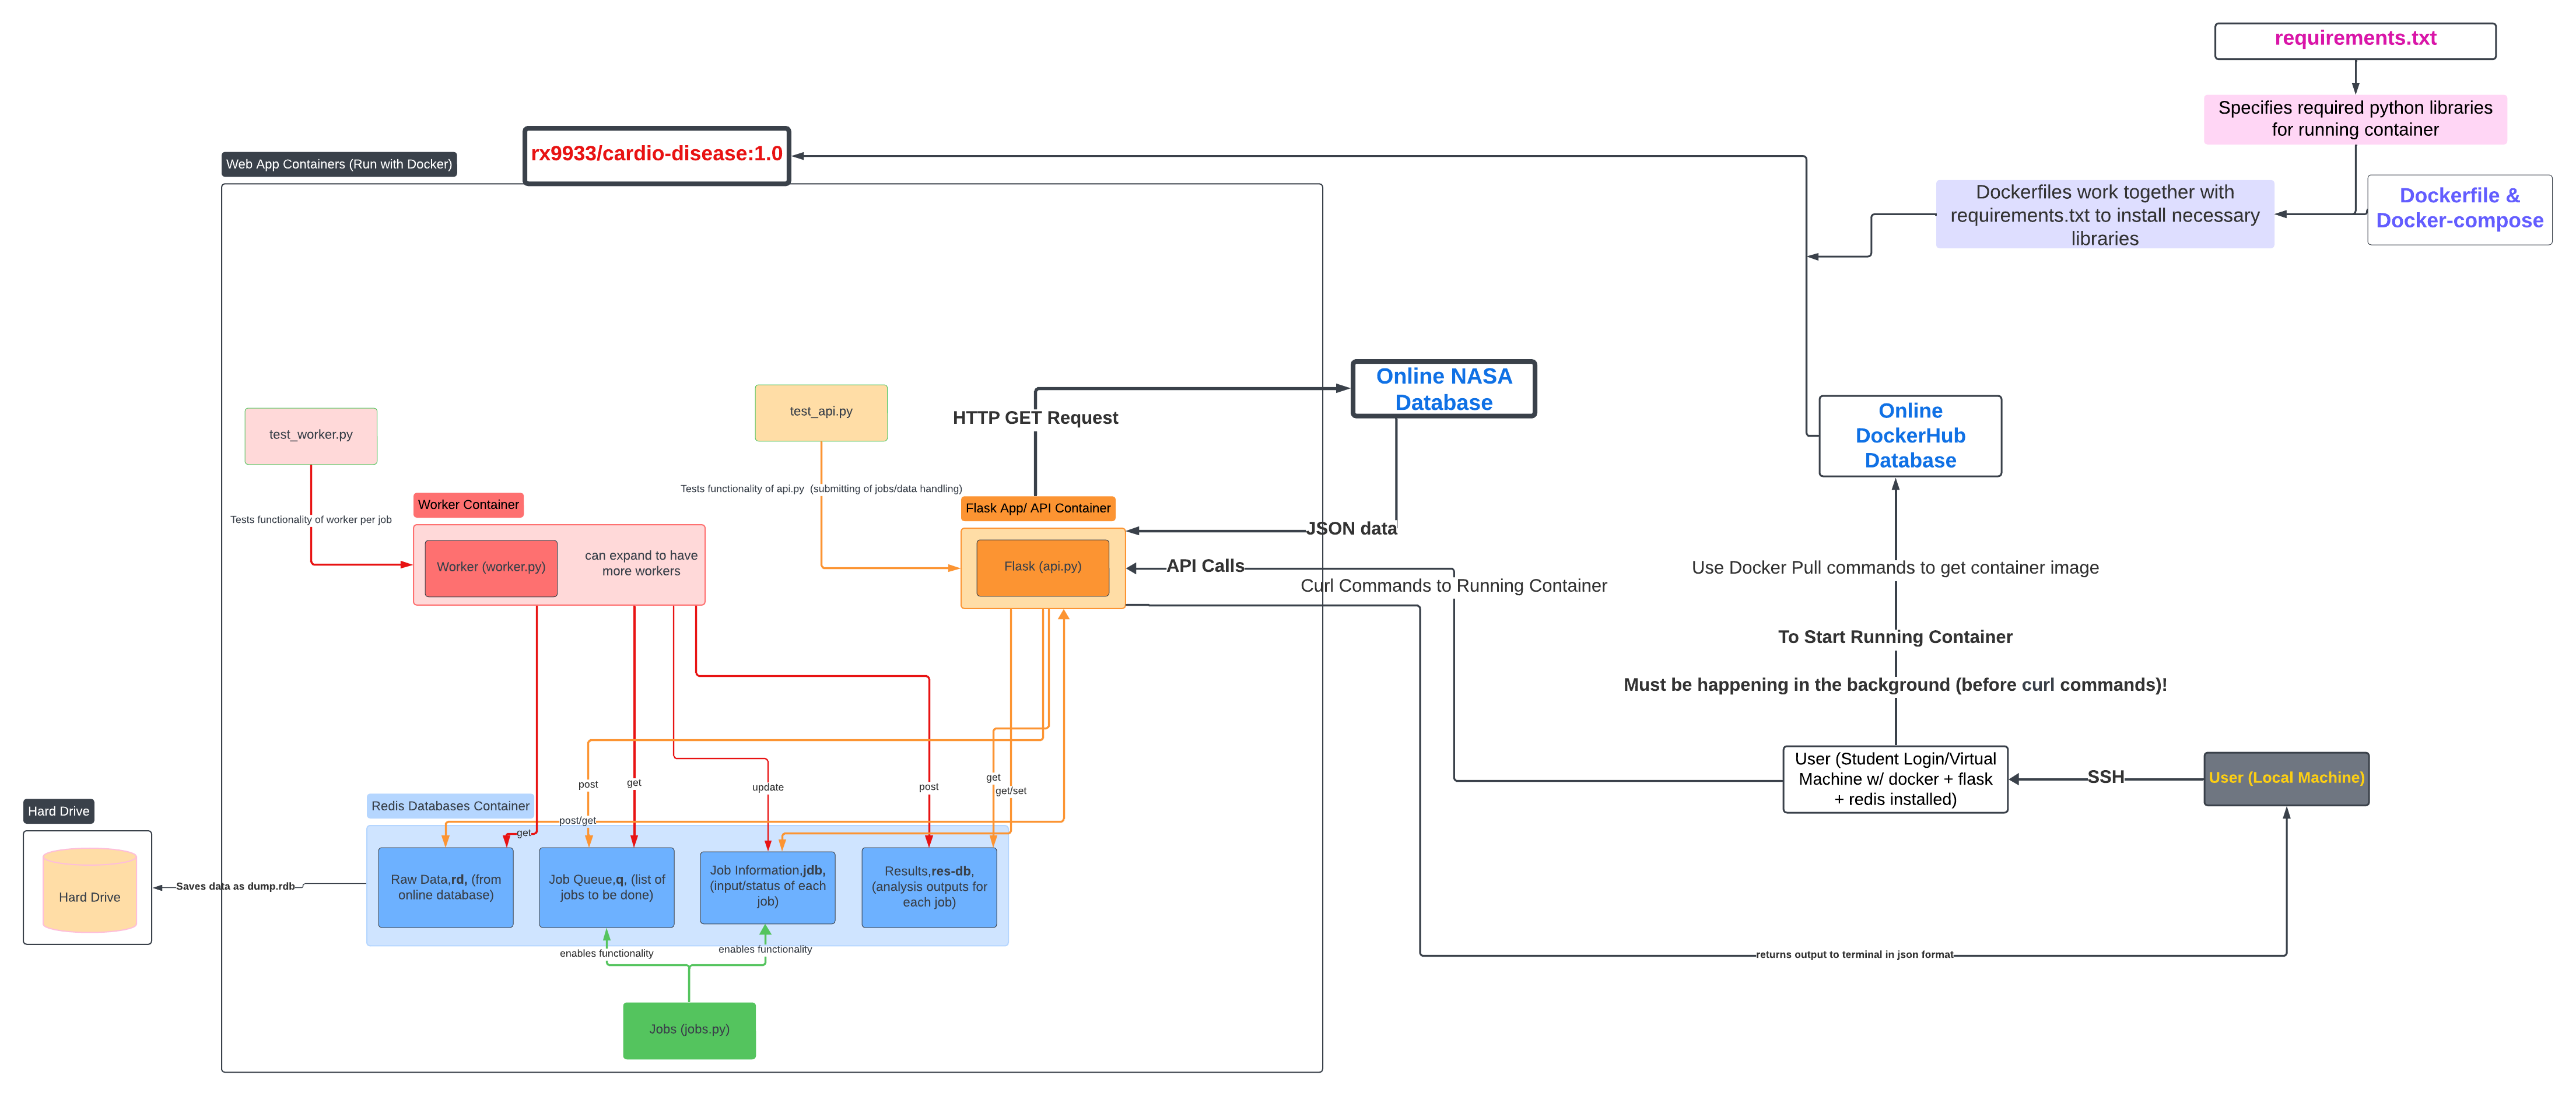 requirements.txt
Specifies required python libraries
for running container
Dockerfile &
Docker-compose
Dockerfiles work together with
requirements.txt to install necessary
libraries
rx9933/cardio-disease:1.0
Web App Containers (Run with Docker)
Online NASA
Database
HTTP GET Request
JSON data
API Calls
Curl Commands to Running Container
Online
DockerHub
Database
Use Docker Pull commands to get container image
To Start Running Container
Must be happening in the background (before curl commands)!
User (Student Login/Virtual
Machine w/ docker + flask
+ redis installed)
SSH
User (Local Machine)
returns output to terminal in json format
test_worker.py
Tests functionality of worker per job
test_api.py
Tests functionality of api.py  (submitting of jobs/data handling)
Worker Container
Worker (worker.py)
can expand to have
more workers
Flask App/ API Container
Flask (api.py)
post
get
update
post
get
get/set
post/get
get
Redis Databases Container
Raw Data,rd, (from
online database)
Job Queue,q, (list of
jobs to be done)
Job Information,jdb,
(input/status of each
job)
Results,res-db,
(analysis outputs for
each job)
enables functionality
enables functionality
Jobs (jobs.py)
Hard Drive
Hard Drive
Saves data as dump.rdb